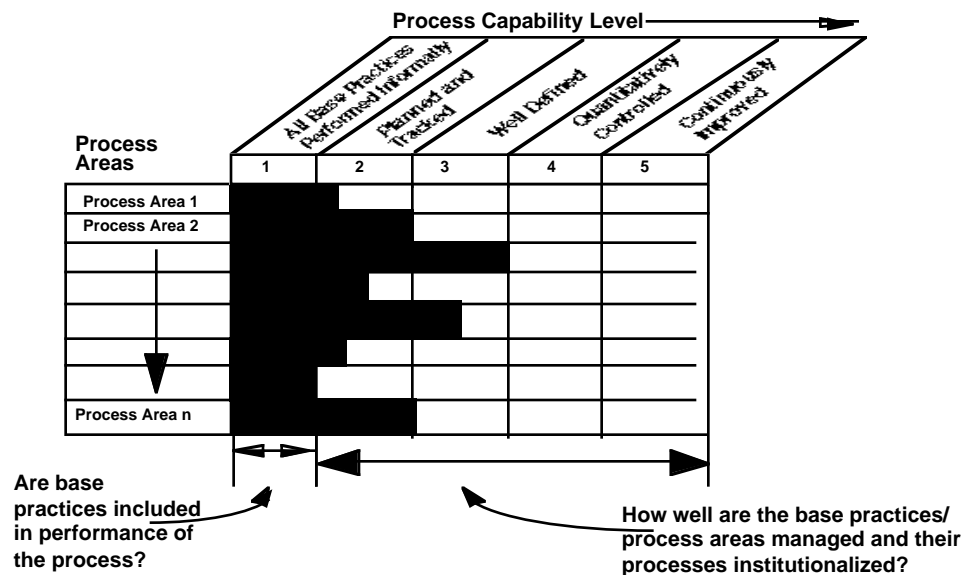 Process Capability Level
All Base Practices
Performed Informally
Planned and
Tracked
Well Defined
Quantitatively
Controlled
Continuously
Improved
Process
Areas
1 2 3 4 5
Process Area 1
Process Area 2
Process Area n
Are base
practices included
in performance of
the process?
How well are the base practices/
process areas managed and their
processes institutionalized?